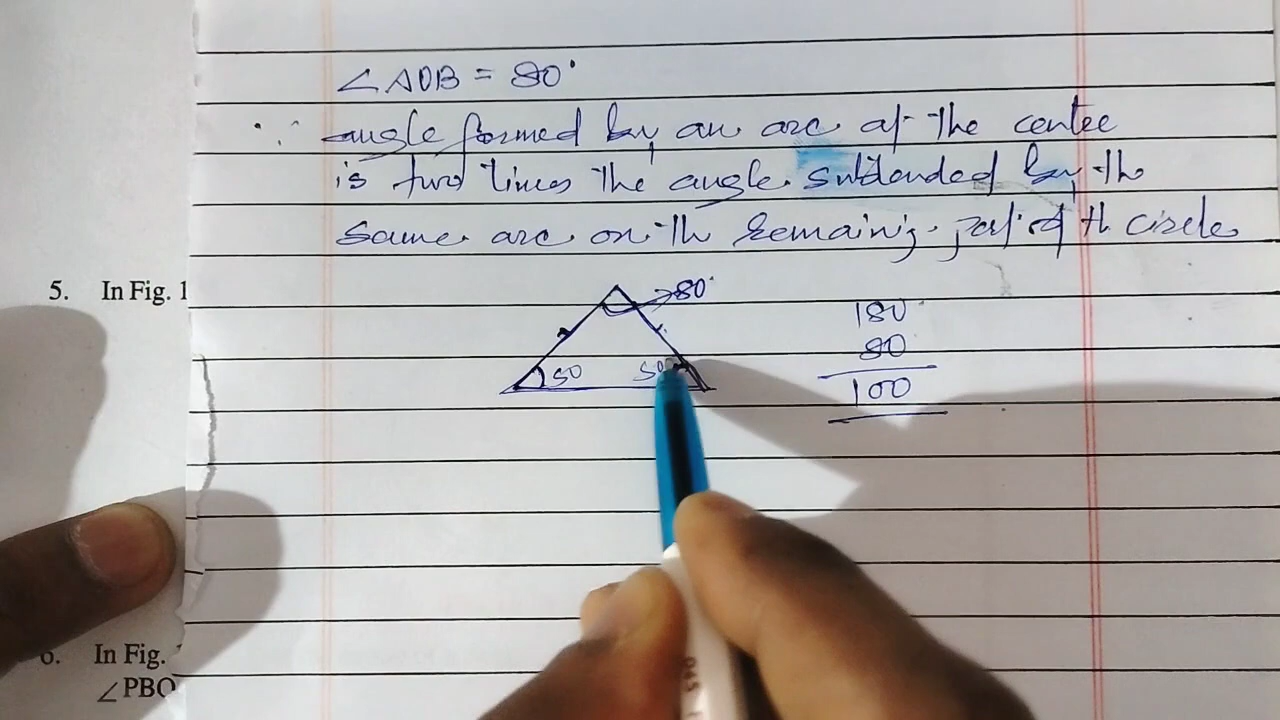 ∠AOB = 80°
∵ angle formed by an arc at the centre
is two times the angle subtended by the
same arc on th remaining part of th circle
5. In Fig. 1
80°
50
50
180
80
100
6. In Fig.
∠PBO